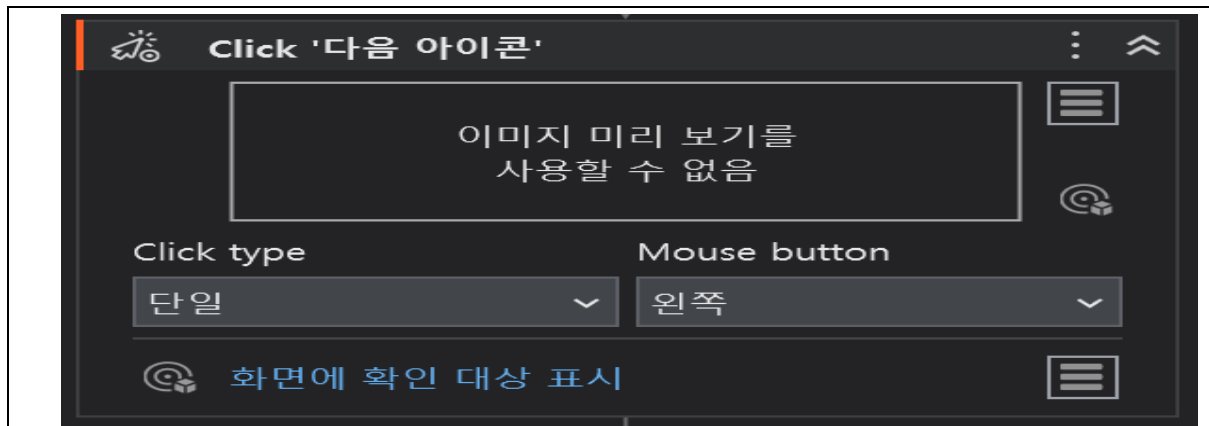 Click '다음 아이콘'
이미지 미리 보기를
사용할 수 없음
Click type
Mouse button
단일
왼쪽
화면에 확인 대상 표시